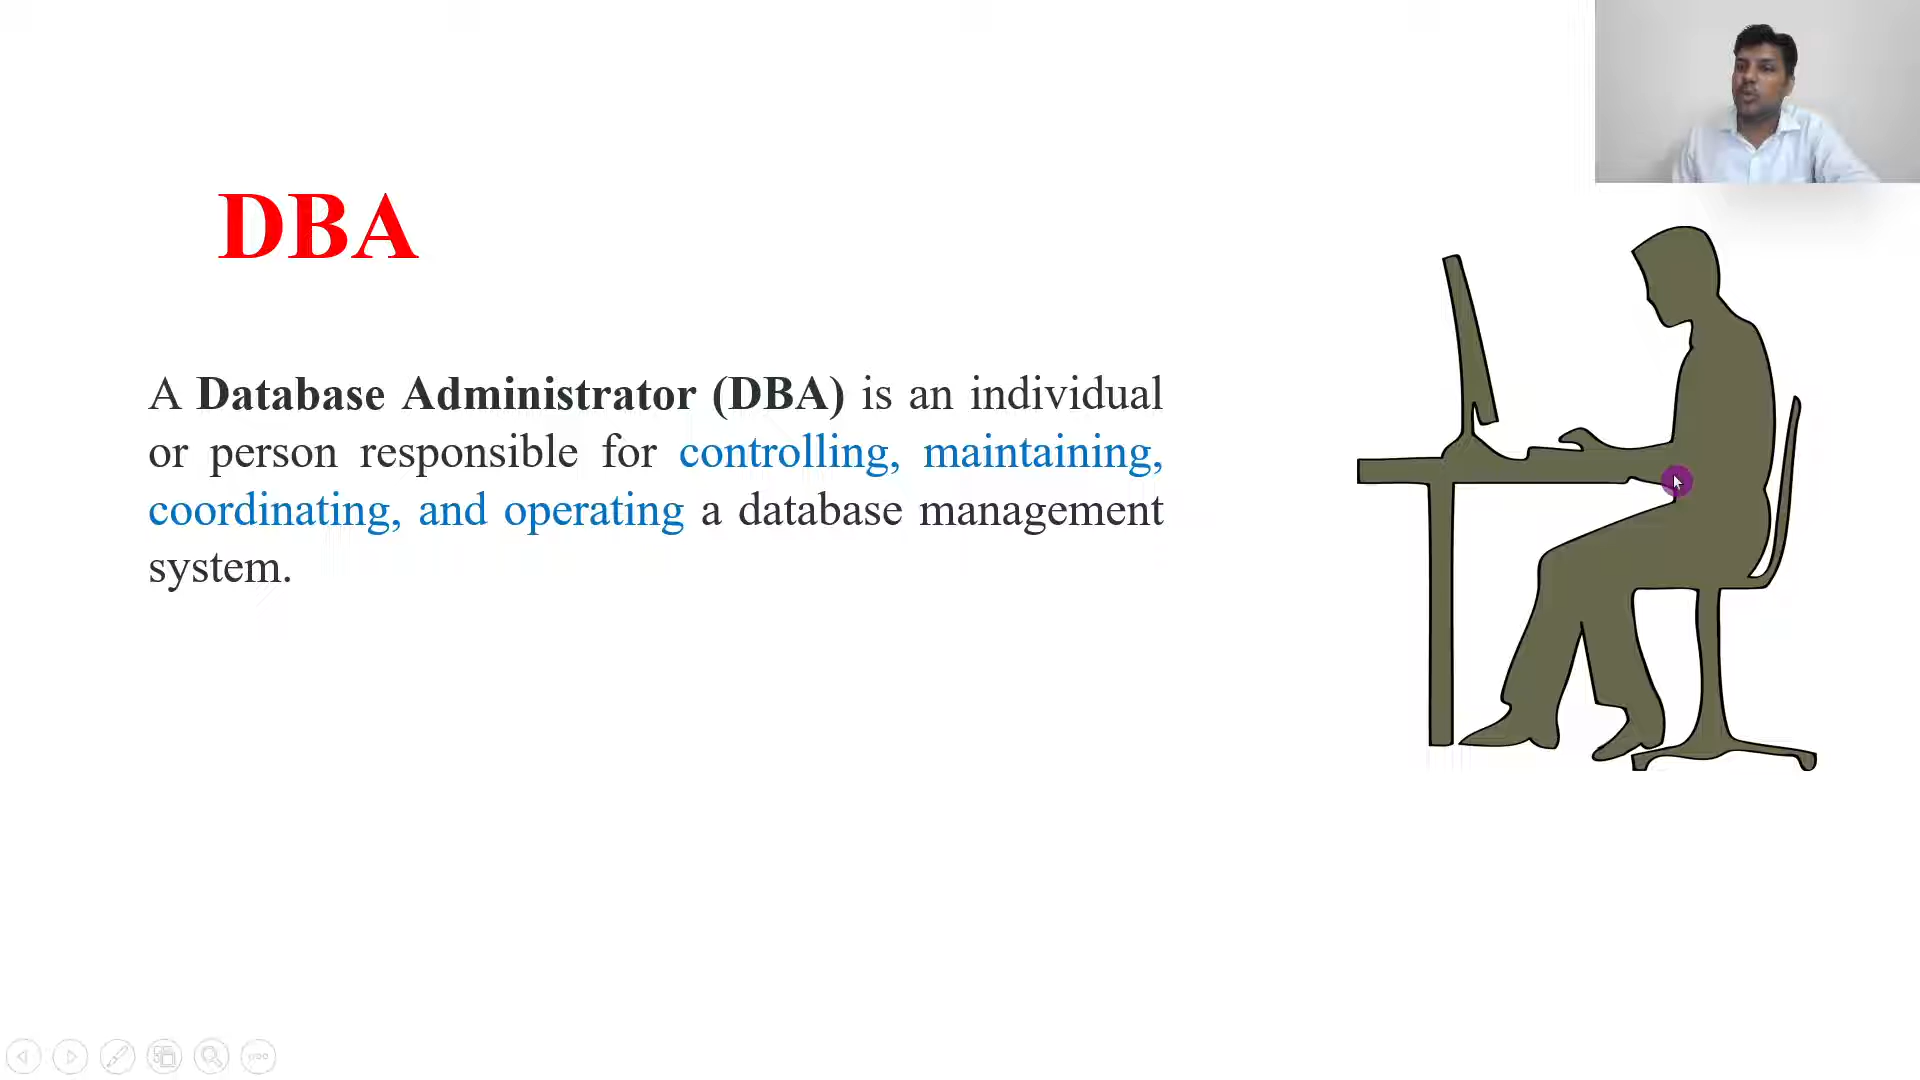 DBA
A Database Administrator (DBA) is an individual
or person responsible for controlling, maintaining,
coordinating, and operating a database management
system.